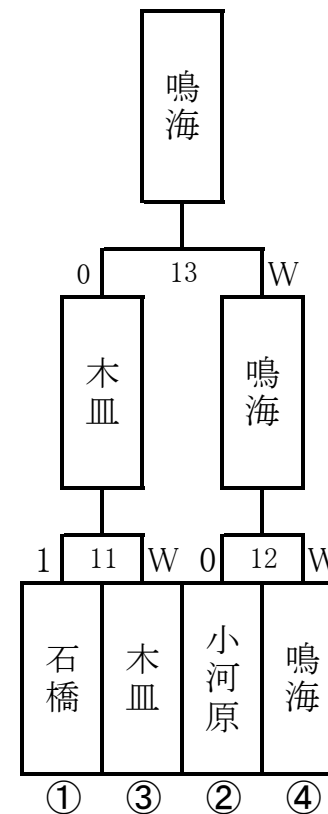 鳴海
0 13 W
木皿 鳴海
1 11 W 0 12 W
石橋 木皿 小河原 鳴海
① ③ ② ④